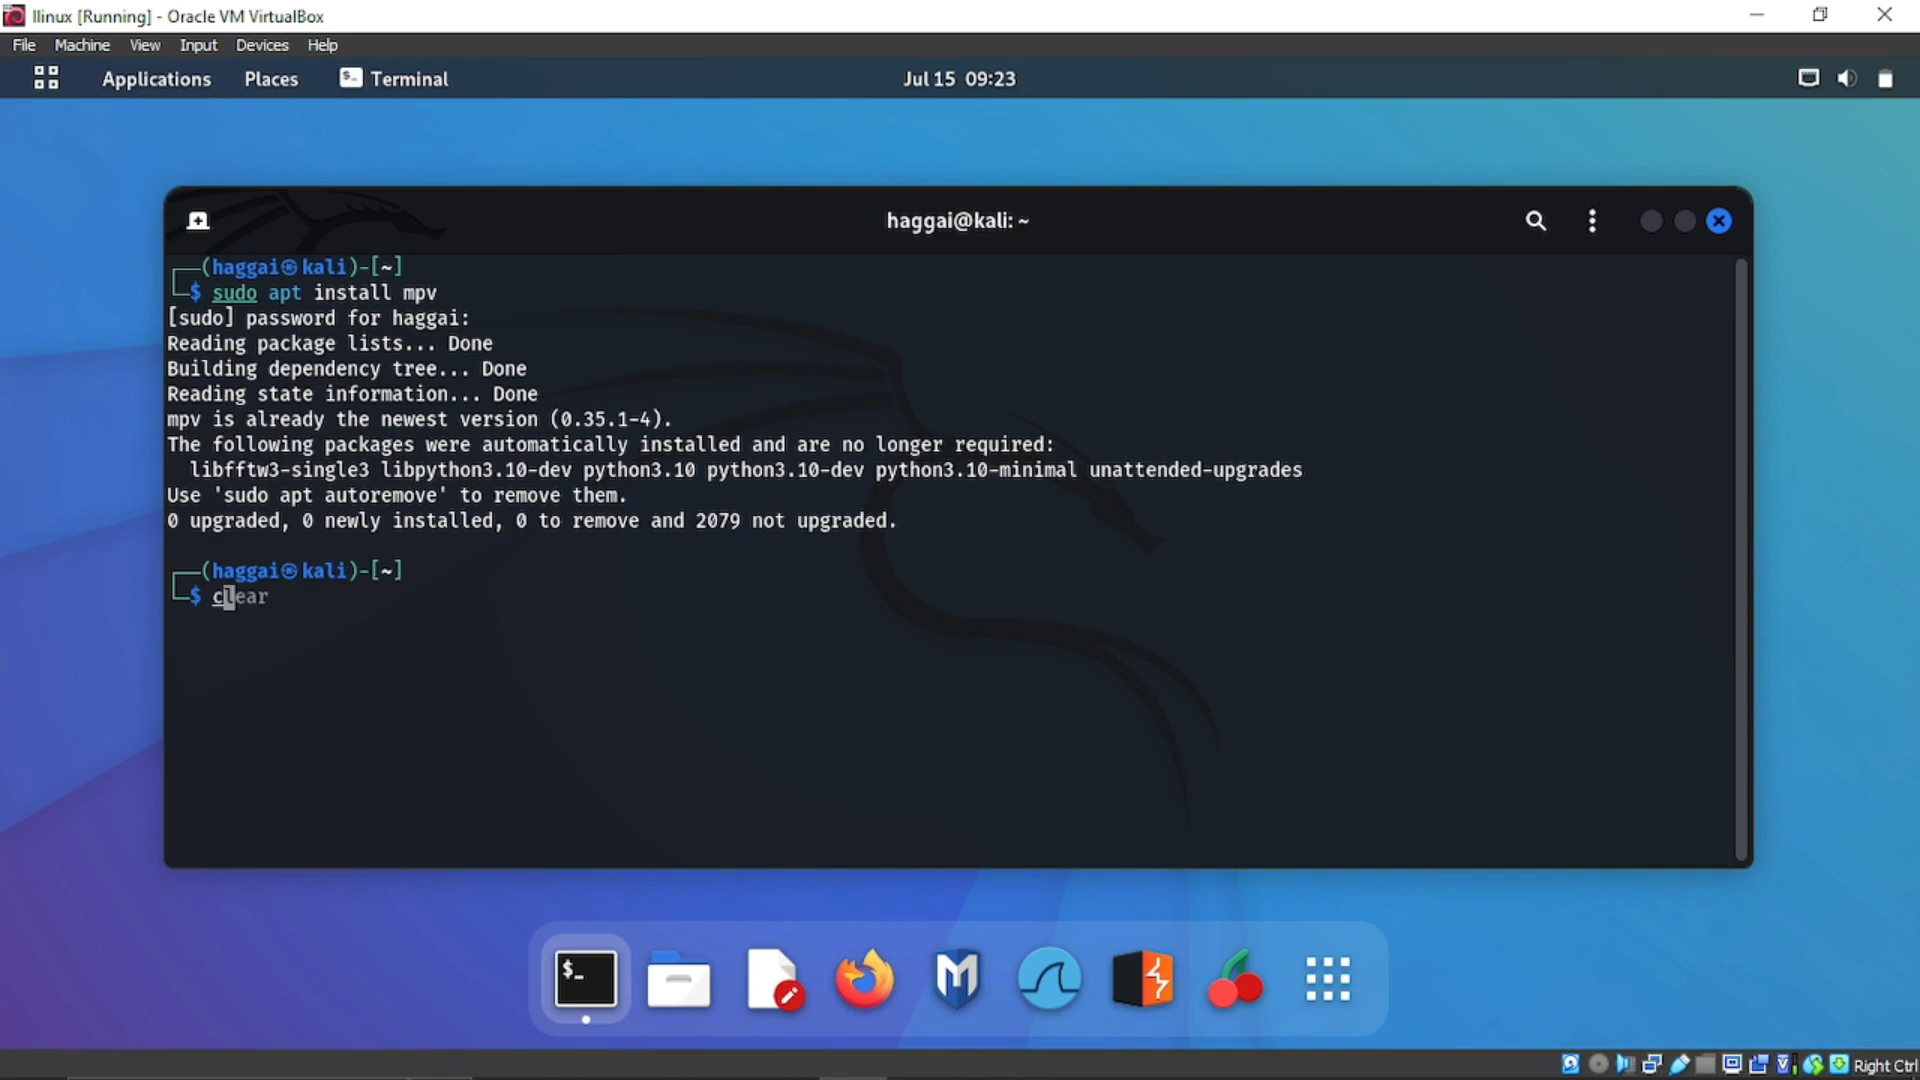 llinux [Running] - Oracle VM VirtualBox
File Machine View Input Devices Help
Applications Places Terminal Jul 15 09:23
haggai@kali: ~
(haggai㉿kali)-[~]
$ sudo apt install mpv
[sudo] password for haggai:
Reading package lists... Done
Building dependency tree... Done
Reading state information... Done
mpv is already the newest version (0.35.1-4).
The following packages were automatically installed and are no longer required:
libfftw3-single3 libpython3.10-dev python3.10 python3.10-dev python3.10-minimal unattended-upgrades
Use 'sudo apt autoremove' to remove them.
0 upgraded, 0 newly installed, 0 to remove and 2079 not upgraded.
(haggai㉿kali)-[~]
$ clear
$_
Right Ctrl